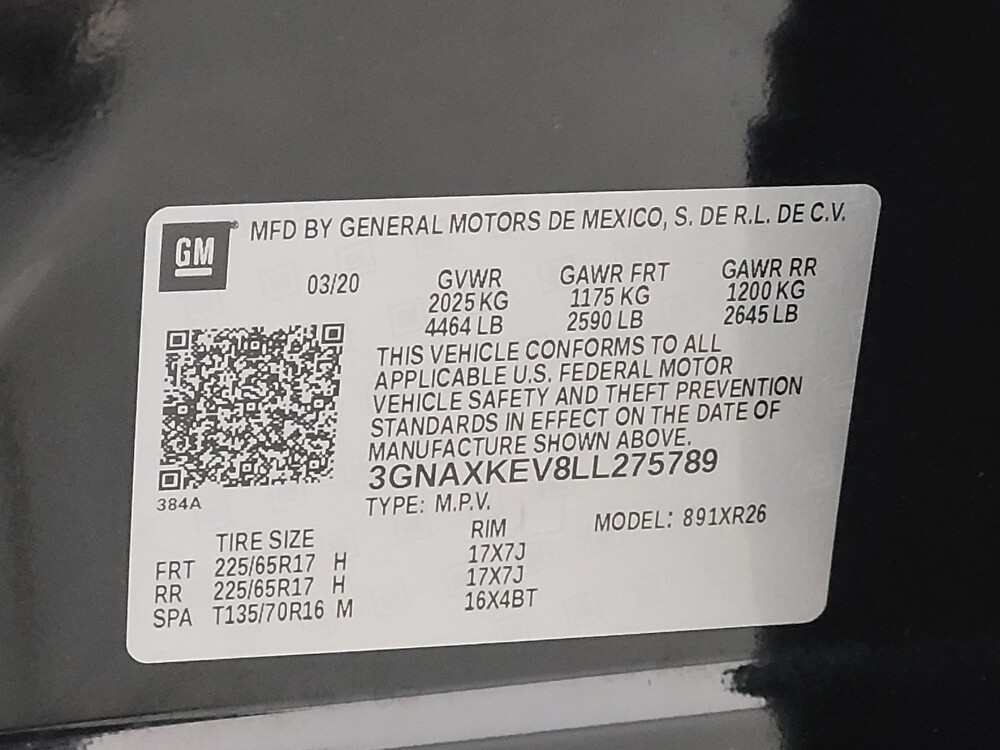 GM MFD BY GENERAL MOTORS DE MEXICO, S. DE R.L. DE C.V.
03/20 GVWR GAWR FRT GAWR RR
2025 KG 1175 KG 1200 KG
4464 LB 2590 LB 2645 LB
THIS VEHICLE CONFORMS TO ALL
APPLICABLE U.S. FEDERAL MOTOR
VEHICLE SAFETY AND THEFT PREVENTION
STANDARDS IN EFFECT ON THE DATE OF
MANUFACTURE SHOWN ABOVE.
3GNAXKEV8LL275789
384A
TYPE: M.P.V. MODEL: 891XR26
TIRE SIZE RIM
FRT 225/65R17 H 17X7J
RR 225/65R17 H 17X7J
SPA T135/70R16 M 16X4BT